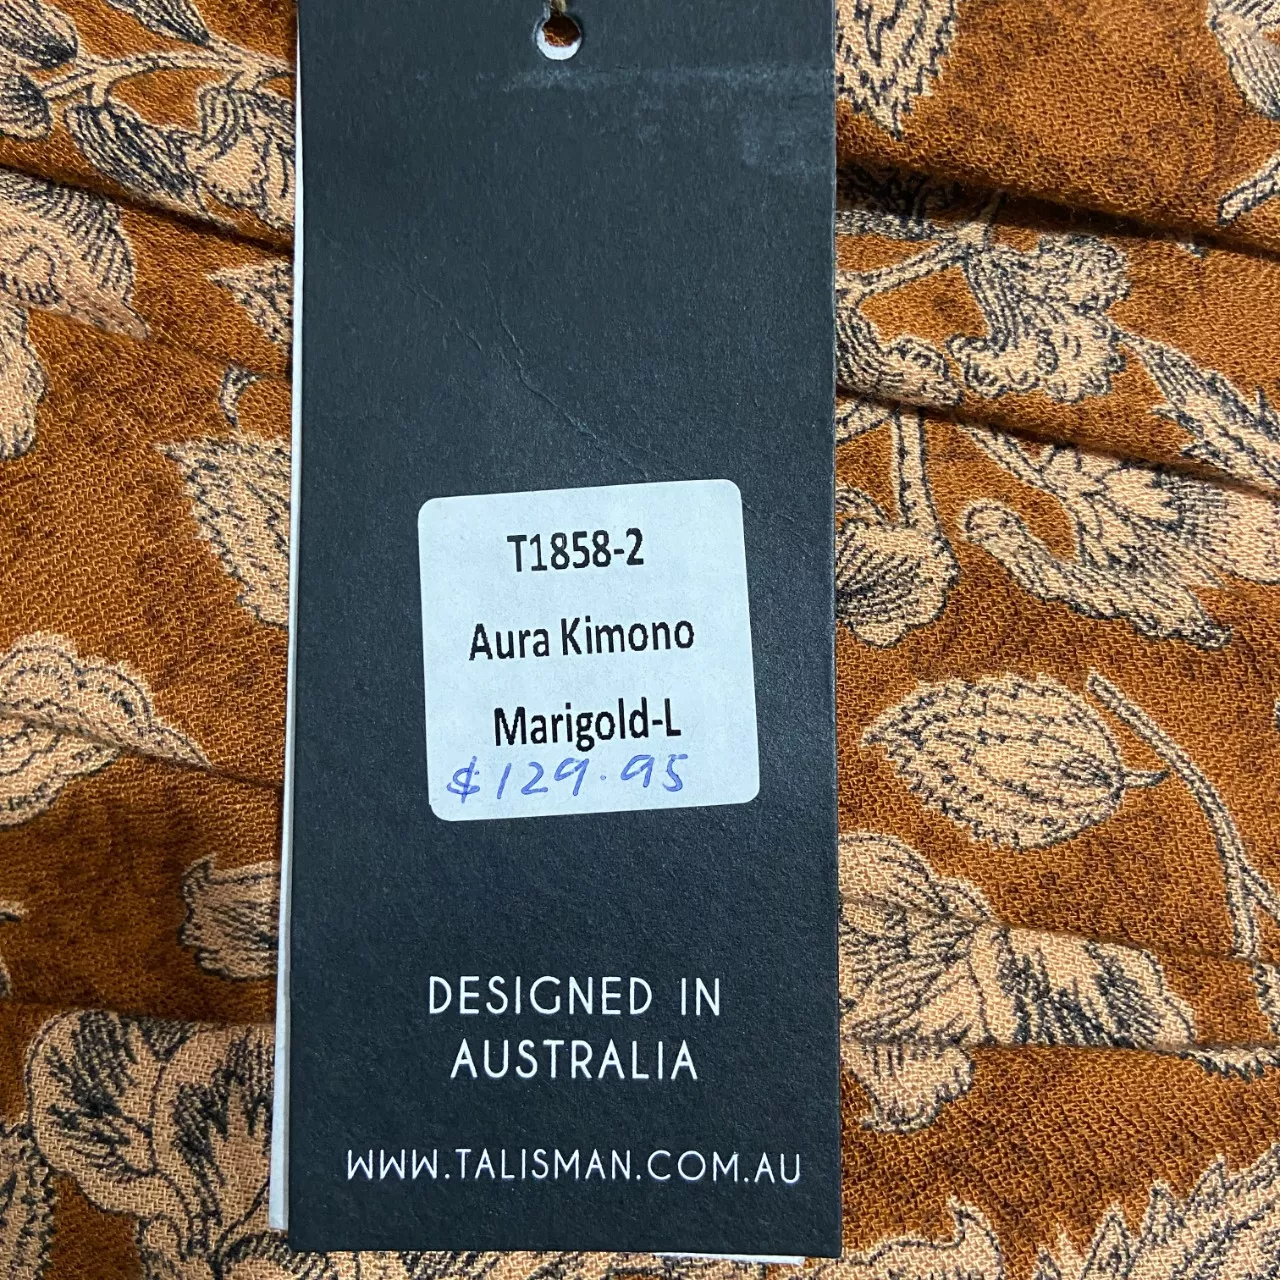 T1858-2
Aura Kimono
Marigold-L
$129.95
DESIGNED IN
AUSTRALIA
WWW.TALISMAN.COM.AU